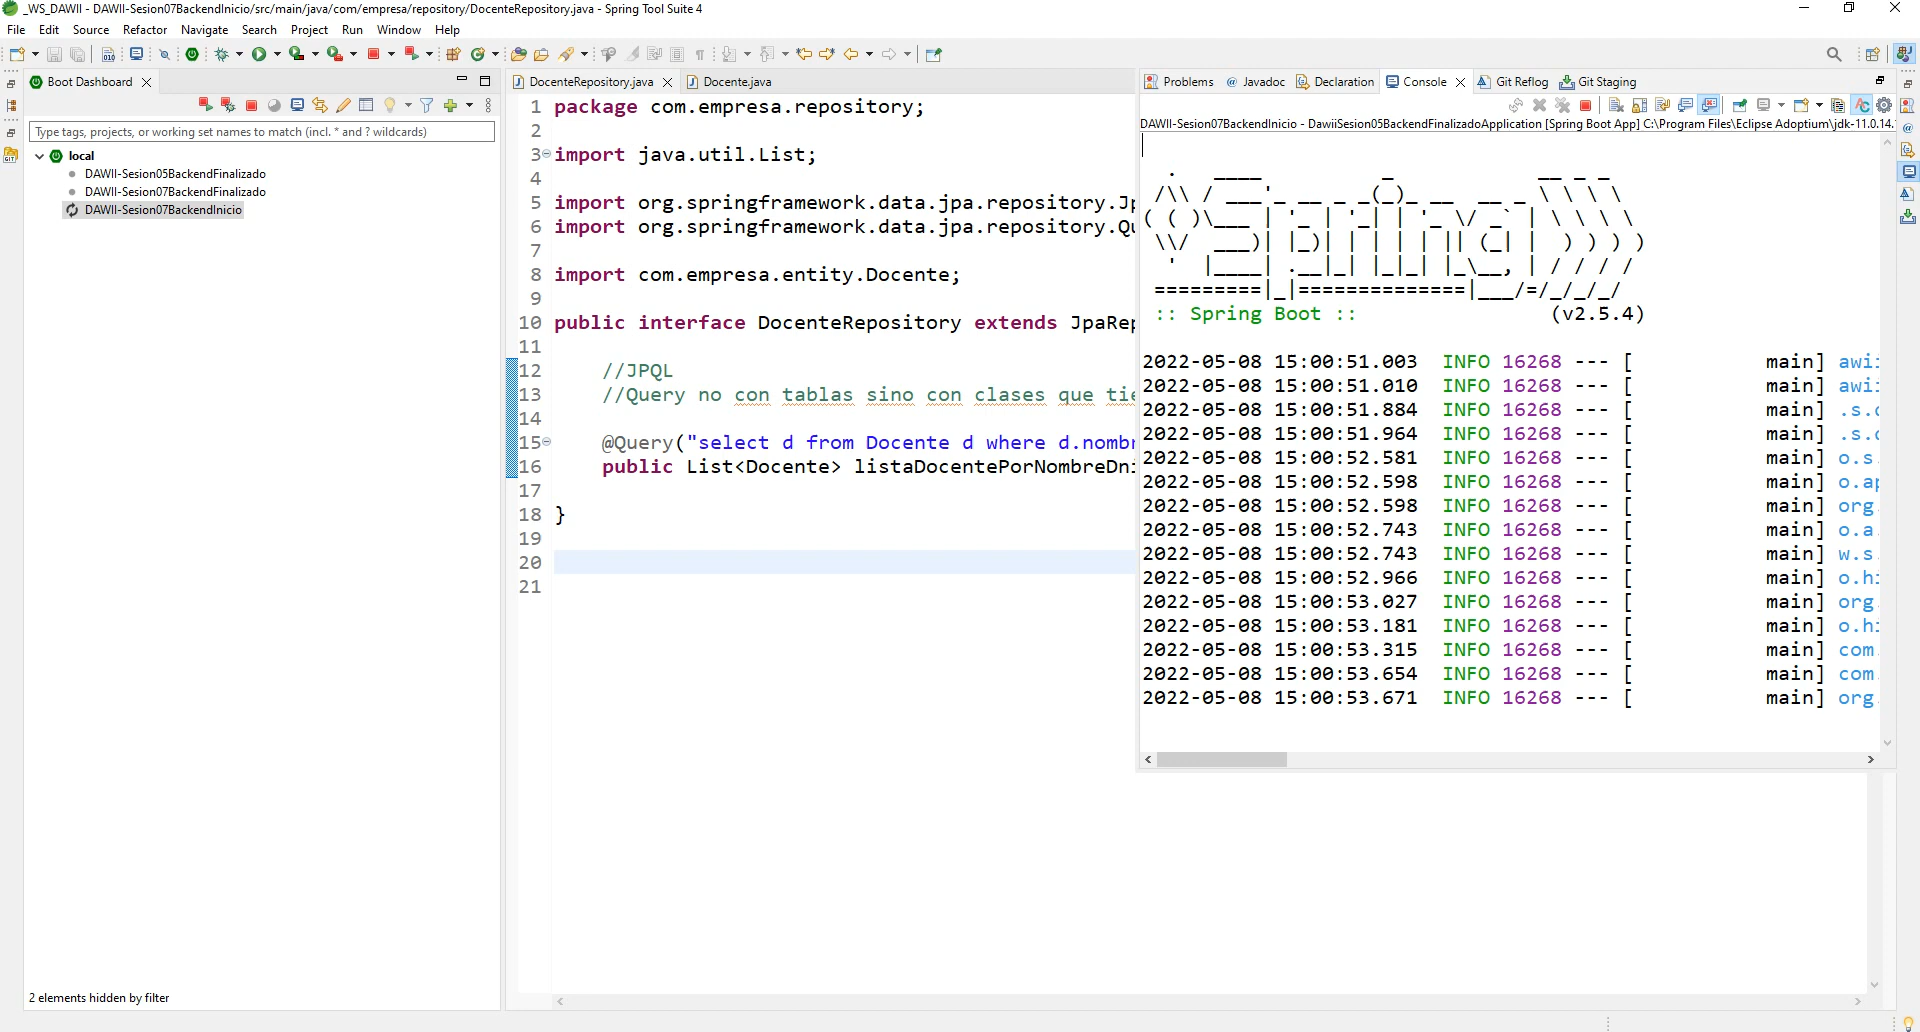 _WS_DAWII - DAWII-Sesion07BackendInicio/src/main/java/com/empresa/repository/DocenteRepository.java - Spring Tool Suite 4
File Edit Source Refactor Navigate Search Project Run Window Help
Boot Dashboard
Type tags, projects, or working set names to match (incl. * and ? wildcards)
local
DAWII-Sesion05BackendFinalizado
DAWII-Sesion07BackendFinalizado
DAWII-Sesion07BackendInicio
2 elements hidden by filter
DocenteRepository.java Docente.java
1 package com.empresa.repository;
2
3 import java.util.List;
4
5 import org.springframework.data.jpa.repository.Jp
6 import org.springframework.data.jpa.repository.Qu
7
8 import com.empresa.entity.Docente;
9
10 public interface DocenteRepository extends JpaRep
11
12 //JPQL
13 //Query no con tablas sino con clases que tie
14
15 @Query("select d from Docente d where d.nombr
16 public List<Docente> listaDocentePorNombreDni
17
18 }
19
20
21
Problems Javadoc Declaration Console Git Reflog Git Staging
DAWII-Sesion07BackendInicio - DawiiSesion05BackendFinalizadoApplication [Spring Boot App] C:\Program Files\Eclipse Adoptium\jdk-11.0.14.
:: Spring Boot :: (v2.5.4)
2022-05-08 15:00:51.003 INFO 16268 --- [ main] awi
2022-05-08 15:00:51.010 INFO 16268 --- [ main] awi
2022-05-08 15:00:51.884 INFO 16268 --- [ main] .s.
2022-05-08 15:00:51.964 INFO 16268 --- [ main] .s.
2022-05-08 15:00:52.581 INFO 16268 --- [ main] o.s.
2022-05-08 15:00:52.598 INFO 16268 --- [ main] o.ap
2022-05-08 15:00:52.598 INFO 16268 --- [ main] org.
2022-05-08 15:00:52.743 INFO 16268 --- [ main] o.a.
2022-05-08 15:00:52.743 INFO 16268 --- [ main] w.s.
2022-05-08 15:00:52.966 INFO 16268 --- [ main] o.h
2022-05-08 15:00:53.027 INFO 16268 --- [ main] org.
2022-05-08 15:00:53.181 INFO 16268 --- [ main] o.h
2022-05-08 15:00:53.315 INFO 16268 --- [ main] com.
2022-05-08 15:00:53.654 INFO 16268 --- [ main] com.
2022-05-08 15:00:53.671 INFO 16268 --- [ main] org.